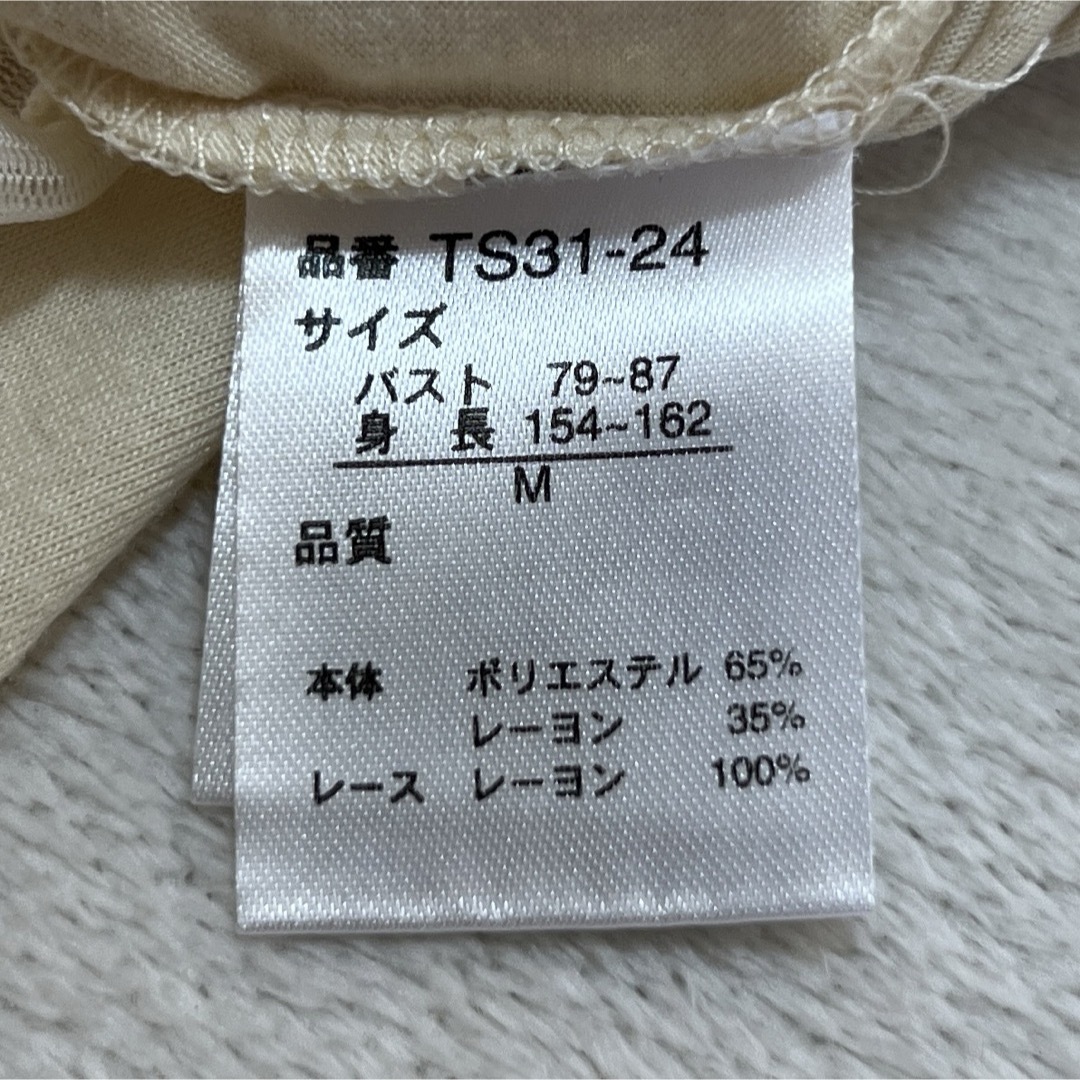 品番 TS31-24
サイズ
バスト 79~87
身 長 154~162
M
品質
本体 ポリエステル 65%
レーヨン 35%
レース レーヨン 100%